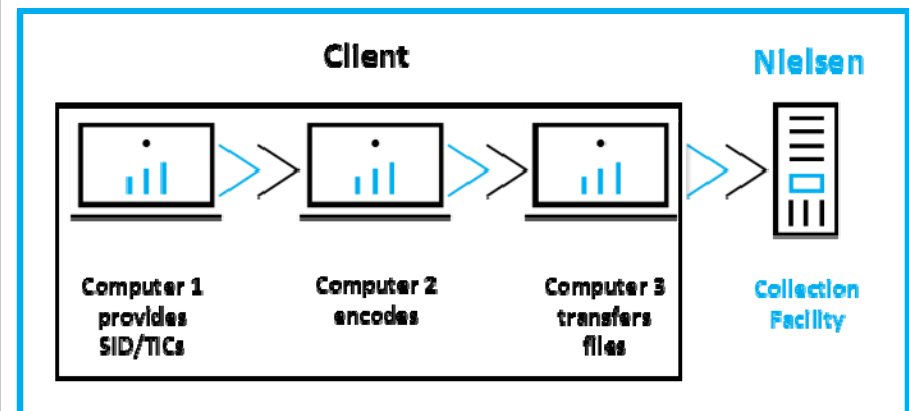 Client
Nielsen
Computer 1
provides
SID/TICs
Computer 2
encodes
Computer 3
transfers
files
Collection
Facility